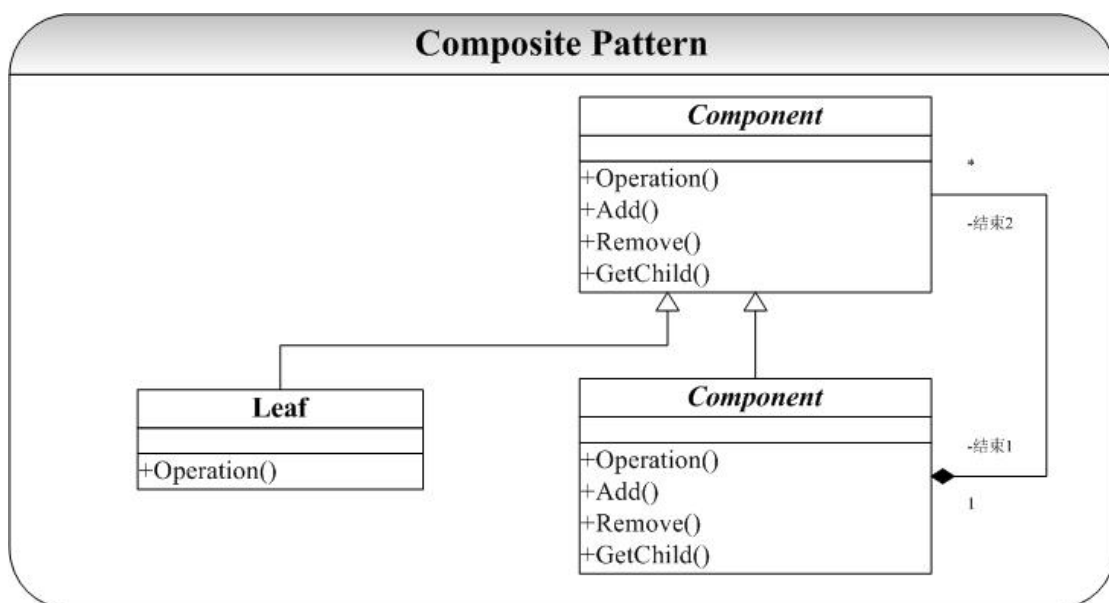 Composite Pattern
Component
+Operation()
+Add()
+Remove()
+GetChild()
*
-结束2
Leaf
+Operation()
Component
+Operation()
+Add()
+Remove()
+GetChild()
-结束1
1